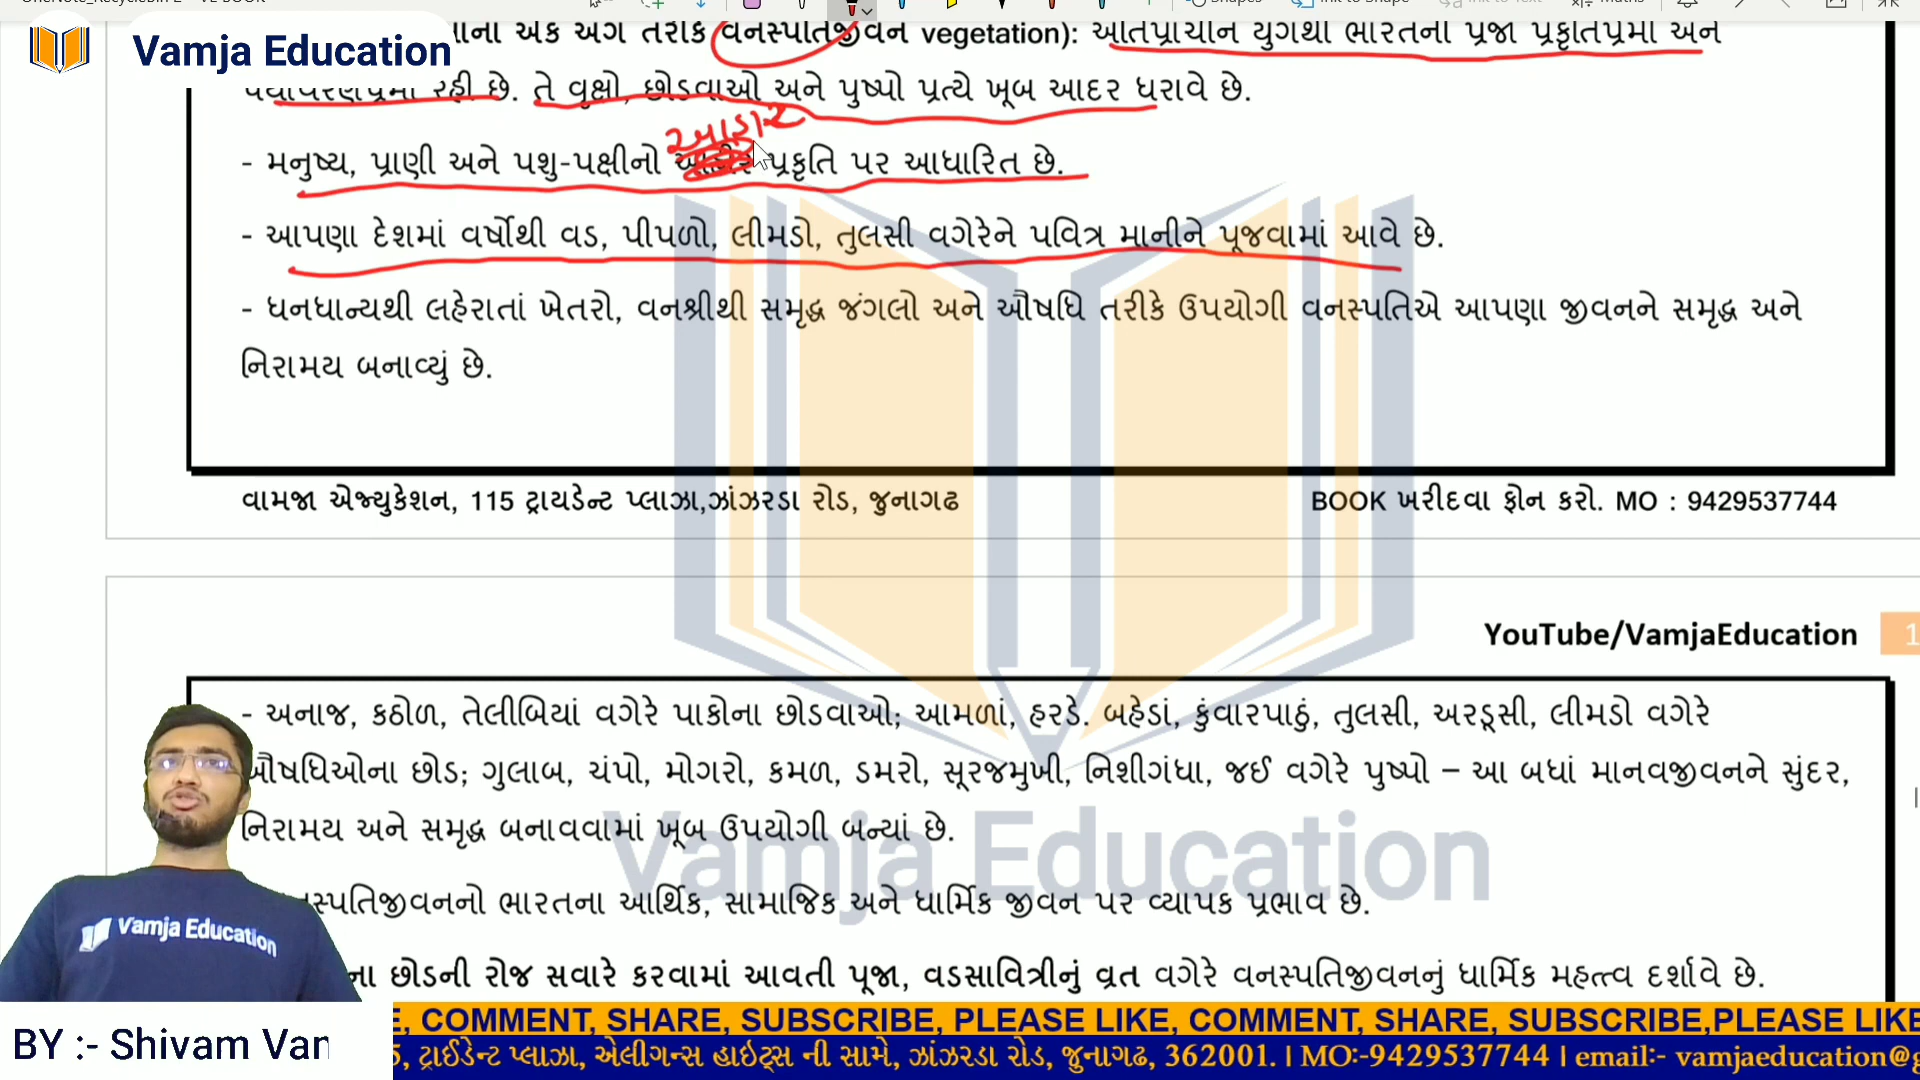 Vamja Education
વનસ્પતિજીવન vegetation): અતિપ્રાચીન યુગથી ભારતની પ્રજા પ્રકૃતિપ્રેમી અને
રહી છે. તે વૃક્ષો, છોડવાઓ અને પુષ્પો પ્રત્યે ખૂબ આદર ધરાવે છે.
- મનુષ્ય, પ્રાણી અને પશુ-પક્ષીનો પ્રકૃતિ પર આધારિત છે.
- આપણા દેશમાં વર્ષોથી વડ, પીપળો, લીમડો, તુલસી વગેરેને પવિત્ર માનીને પૂજવામાં આવે છે.
- ધનધાન્યથી લહેરાતાં ખેતરો, વનશ્રીથી સમૃદ્ધ જંગલો અને ઔષધિ તરીકે ઉપયોગી વનસ્પતિએ આપણા જીવનને સમૃદ્ધ અને
નિરામય બનાવ્યું છે.
વામજા એજ્યુકેશન, 115 ટ્રાયડેન્ટ પ્લાઝા,ઝાંઝરડા રોડ, જુનાગઢ
BOOK ખરીદવા ફોન કરો. MO : 9429537744
YouTube/VamjaEducation
- અનાજ, કઠોળ, તેલીબિયાં વગેરે પાકોના છોડવાઓ; આમળાં, હરડે. બહેડાં, કુંવારપાઠું, તુલસી, અરડૂસી, લીમડો વગેરે
ઔષધિઓના છોડ; ગુલાબ, ચંપો, મોગરો, કમળ, ડમરો, સૂરજમુખી, નિશીગંધા, જઈ વગેરે પુષ્પો – આ બધાં માનવજીવનને સુંદર,
નિરામય અને સમૃદ્ધ બનાવવામાં ખૂબ ઉપયોગી બન્યાં છે.
Vamja Education
સ્પતિજીવનનો ભારતના આર્થિક, સામાજિક અને ધાર્મિક જીવન પર વ્યાપક પ્રભાવ છે.
Vamja Education
ના છોડની રોજ સવારે કરવામાં આવતી પૂજા, વડસાવિત્રીનું વ્રત વગેરે વનસ્પતિજીવનનું ધાર્મિક મહત્ત્વ દર્શાવે છે.
E, COMMENT, SHARE, SUBSCRIBE, PLEASE LIKE, COMMENT, SHARE, SUBSCRIBE,PLEASE LIKE
BY :- Shivam Van
5, ટ્રાઈડેન્ટ પ્લાઝા, એલીગન્સ હાઇટ્સ ની સામે, ઝાંઝરડા રોડ, જુનાગઢ, 362001. | MO:-9429537744 | email:- vamjaeducation@g